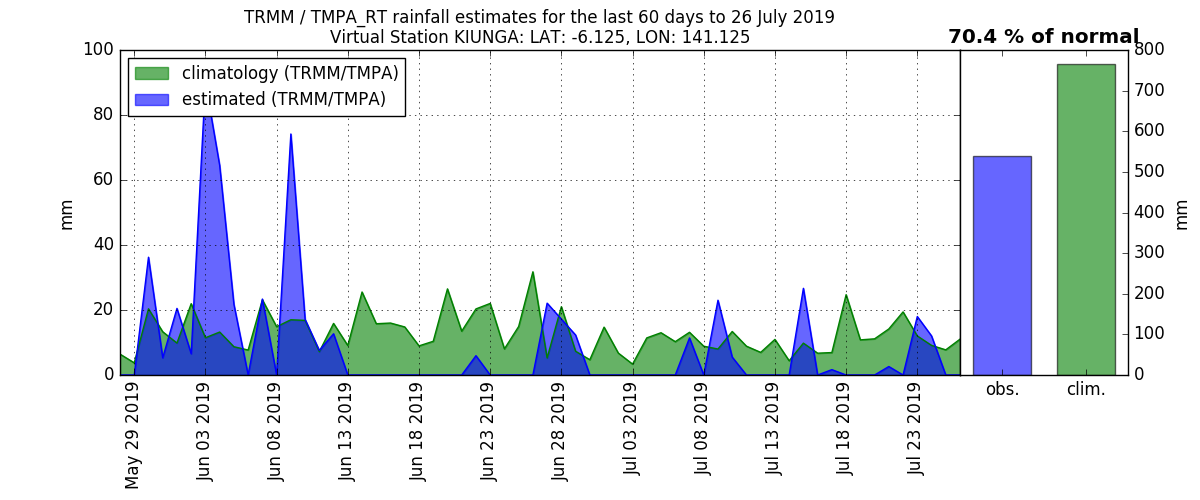 TRMM / TMPA_RT rainfall estimates for the last 60 days to 26 July 2019
Virtual Station KIUNGA: LAT: -6.125, LON: 141.125
70.4 % of normal
climatology (TRMM/TMPA)
estimated (TRMM/TMPA)
100
80
60
40
20
0
mm
May 29 2019
Jun 03 2019
Jun 08 2019
Jun 13 2019
Jun 18 2019
Jun 23 2019
Jun 28 2019
Jul 03 2019
Jul 08 2019
Jul 13 2019
Jul 18 2019
Jul 23 2019
obs.
clim.
800
700
600
500
400
300
200
100
0
mm